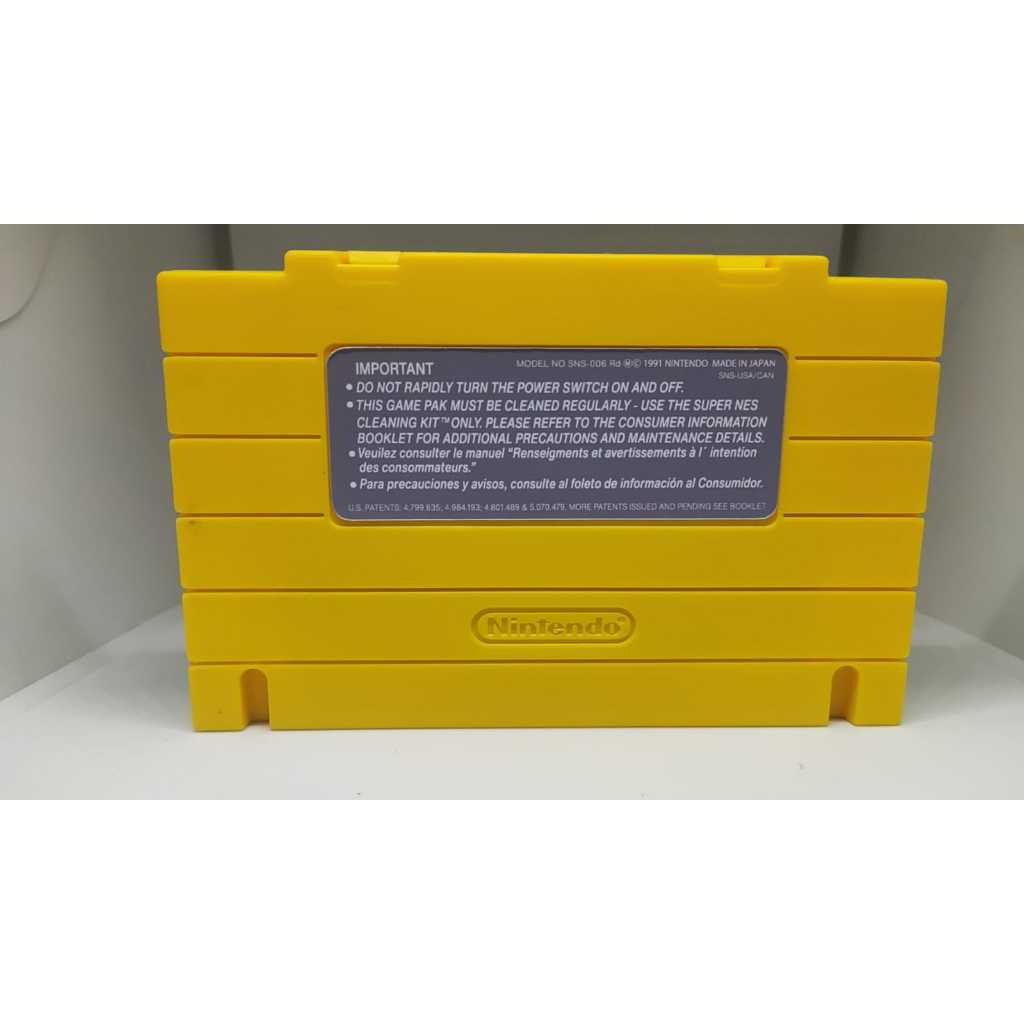 IMPORTANT
MODEL NO SNS-006 Rd Ⓜ© 1991 NINTENDO MADE IN JAPAN
SNS-USA/CAN
• DO NOT RAPIDLY TURN THE POWER SWITCH ON AND OFF.
• THIS GAME PAK MUST BE CLEANED REGULARLY - USE THE SUPER NES
CLEANING KIT™ ONLY. PLEASE REFER TO THE CONSUMER INFORMATION
BOOKLET FOR ADDITIONAL PRECAUTIONS AND MAINTENANCE DETAILS.
• Veuilez consulter le manuel "Renseigments et avertissements à l´ intention
des consommateurs."
• Para precauciones y avisos, consulte al foleto de información al Consumidor.
U.S. PATENTS: 4,799,635; 4,984,193; 4,801,489 & 5,070,479. MORE PATENTS ISSUED AND PENDING SEE BOOKLET
Nintendo®